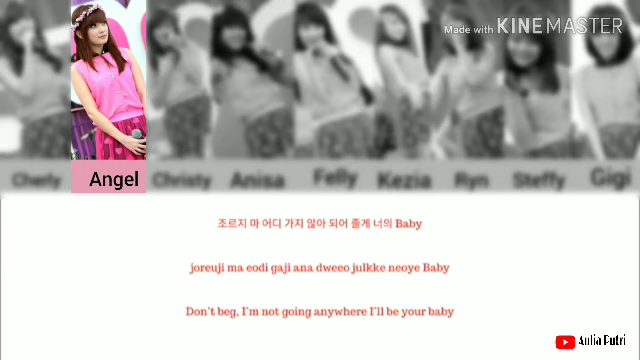 Made with KINEMASTER
Cherly Angel Christy Anisa Felly Kezia Ryn Steffy Gigi
조르지 마 어디 가지 않아 되어 줄게 너의 Baby
joreuji ma eodi gaji ana dweeo julkke neoye Baby
Don't beg, I'm not going anywhere I'll be your baby
Aulia Putri